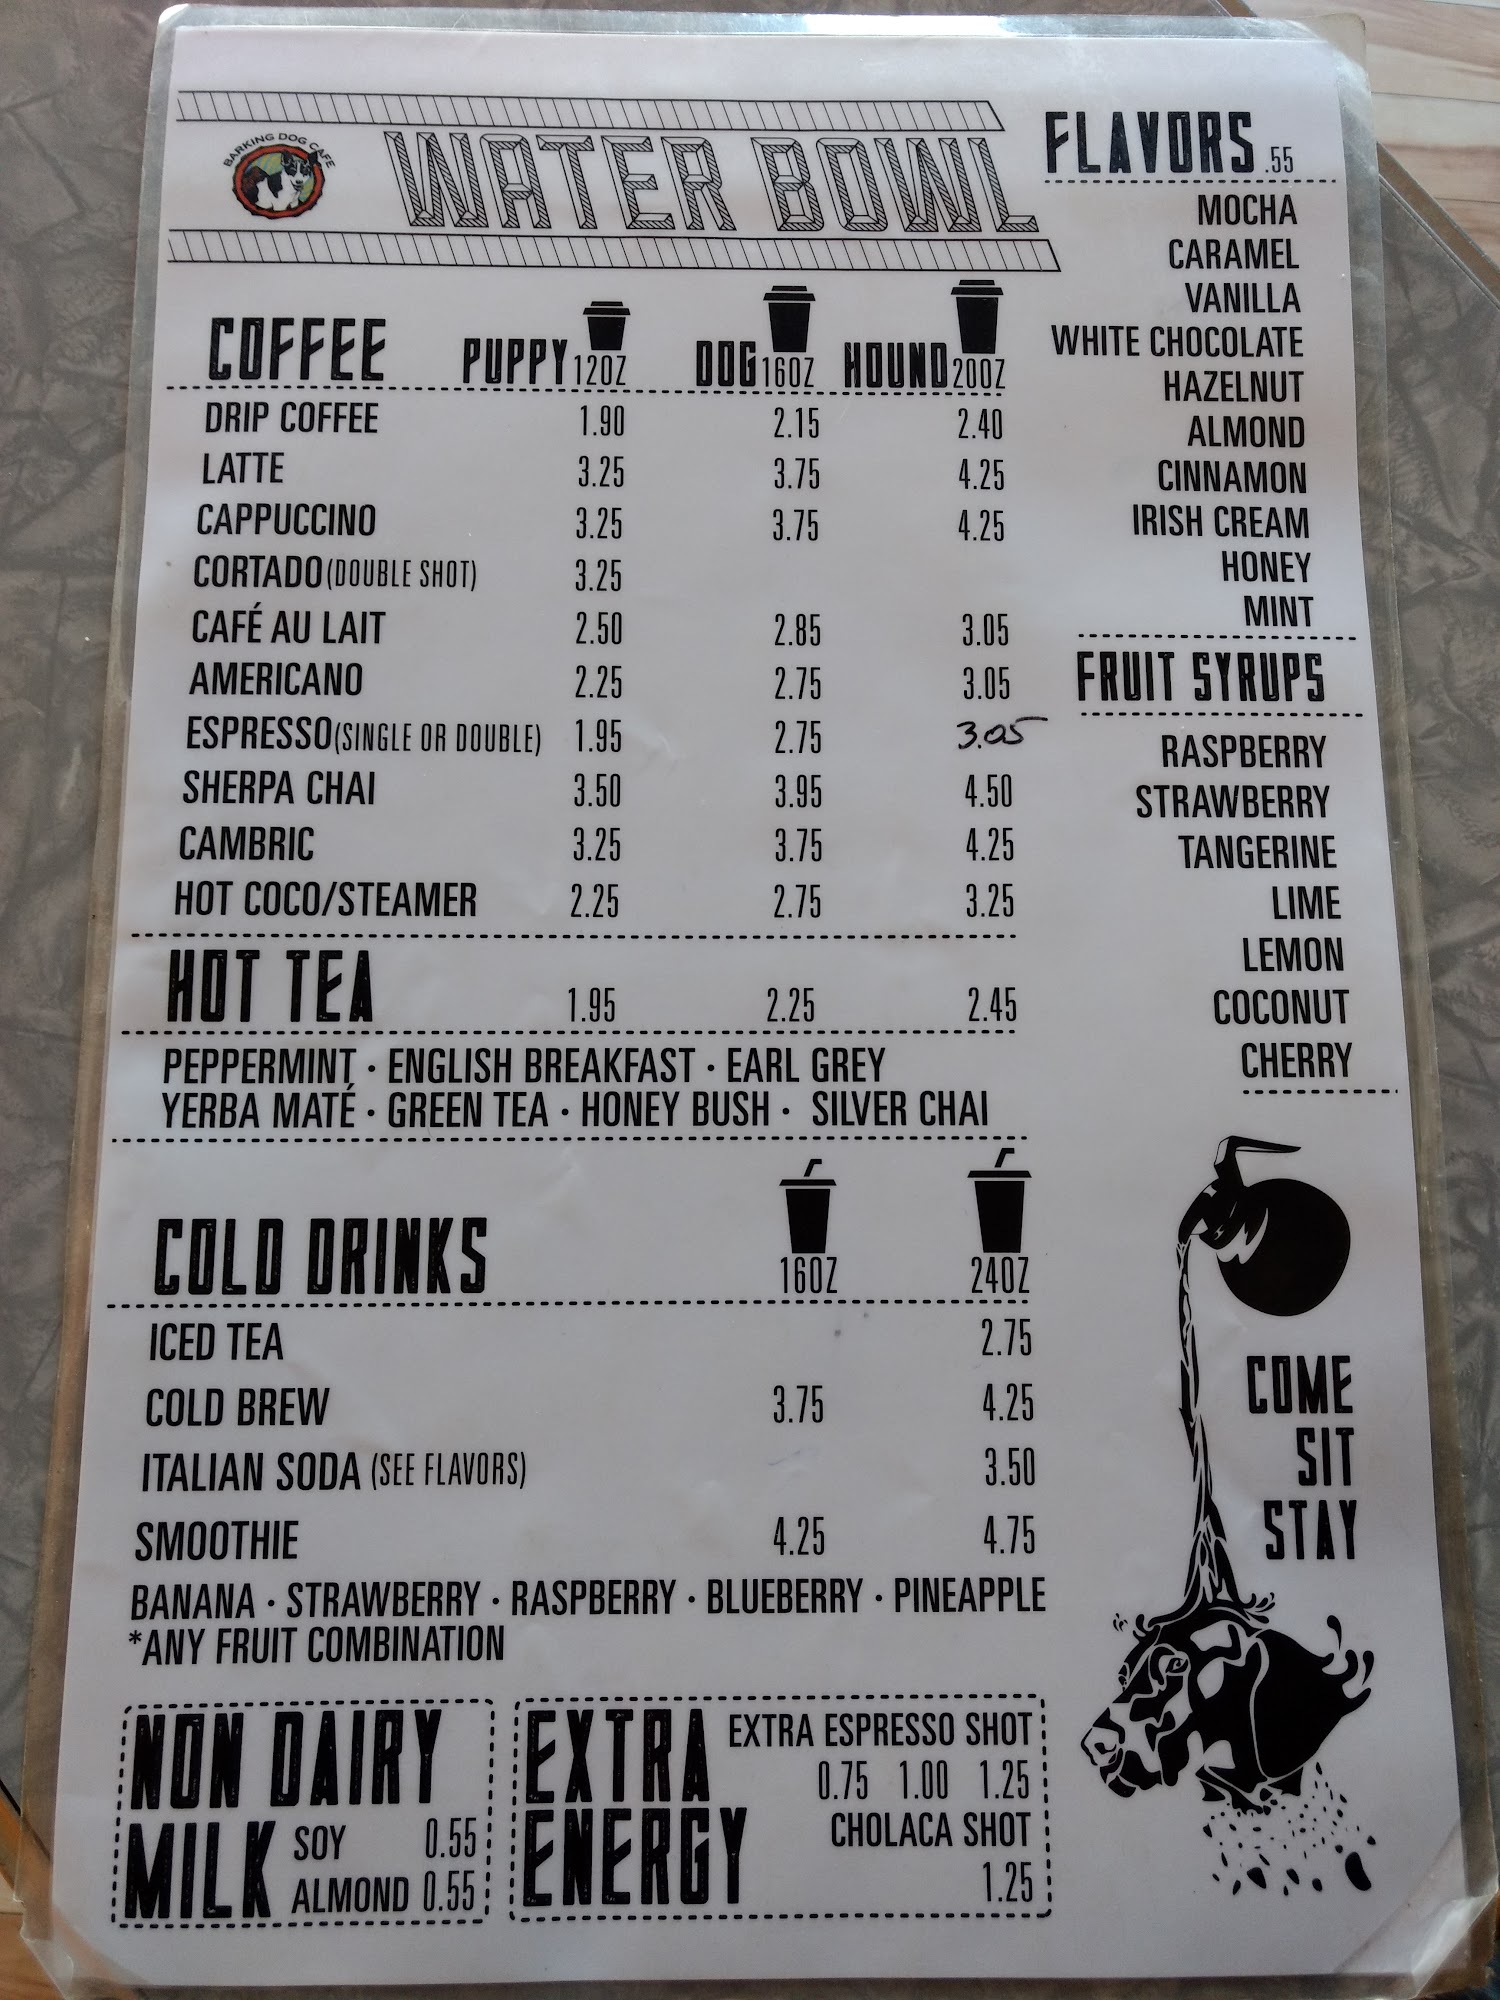 BARKING DOG CAFE
WATER BOWL
COFFEE PUPPY 12OZ DOG 16OZ HOUND 20OZ
DRIP COFFEE 1.90 2.15 2.40
LATTE 3.25 3.75 4.25
CAPPUCCINO 3.25 3.75 4.25
CORTADO (DOUBLE SHOT) 3.25
CAFÉ AU LAIT 2.50 2.85 3.05
AMERICANO 2.25 2.75 3.05
ESPRESSO (SINGLE OR DOUBLE) 1.95 2.75 3.05
SHERPA CHAI 3.50 3.95 4.50
CAMBRIC 3.25 3.75 4.25
HOT COCO/STEAMER 2.25 2.75 3.25
HOT TEA 1.95 2.25 2.45
PEPPERMINT · ENGLISH BREAKFAST · EARL GREY
YERBA MATÉ · GREEN TEA · HONEY BUSH · SILVER CHAI
COLD DRINKS 16OZ 24OZ
ICED TEA 2.75
COLD BREW 3.75 4.25
ITALIAN SODA (SEE FLAVORS) 3.50
SMOOTHIE 4.25 4.75
BANANA · STRAWBERRY · RASPBERRY · BLUEBERRY · PINEAPPLE
*ANY FRUIT COMBINATION
NON DAIRY
MILK SOY 0.55
ALMOND 0.55
EXTRA
ENERGY
EXTRA ESPRESSO SHOT
0.75 1.00 1.25
CHOLACA SHOT
1.25
FLAVORS .55
MOCHA
CARAMEL
VANILLA
WHITE CHOCOLATE
HAZELNUT
ALMOND
CINNAMON
IRISH CREAM
HONEY
MINT
FRUIT SYRUPS
RASPBERRY
STRAWBERRY
TANGERINE
LIME
LEMON
COCONUT
CHERRY
COME
SIT
STAY